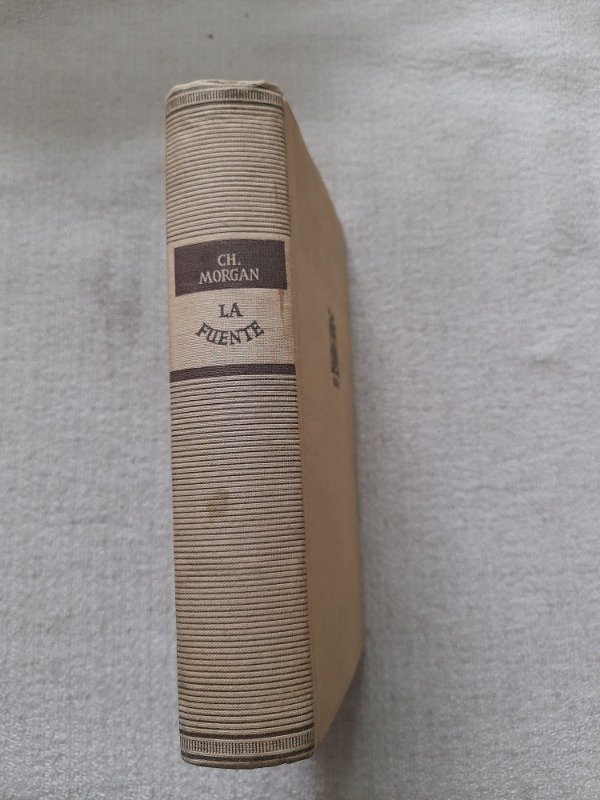 CH.
MORGAN
LA
FUENTE